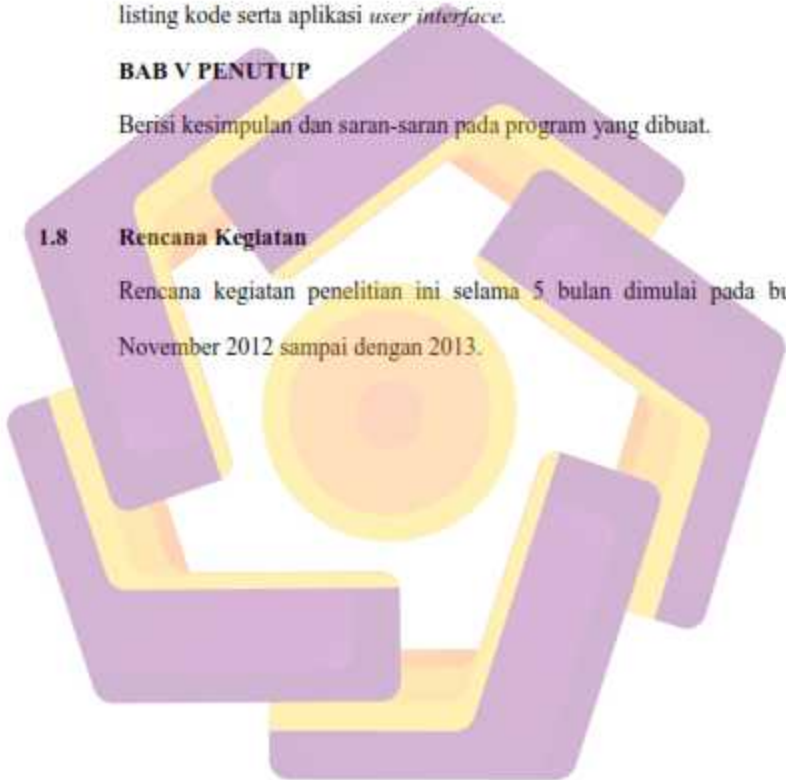 listing kode serta aplikasi user interface.
BAB V PENUTUP
Berisi kesimpulan dan saran-saran pada program yang dibuat.
1.8 Rencana Kegiatan
Rencana kegiatan penelitian ini selama 5 bulan dimulai pada bu
November 2012 sampai dengan 2013.